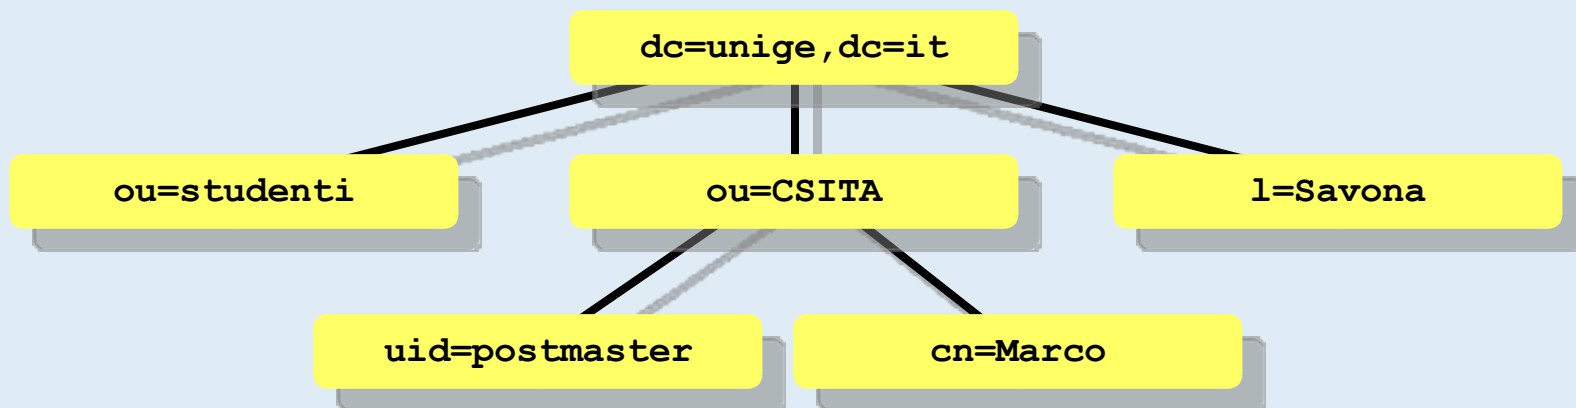 dc=unige,dc=it
ou=studenti
ou=CSITA
l=Savona
uid=postmaster
cn=Marco